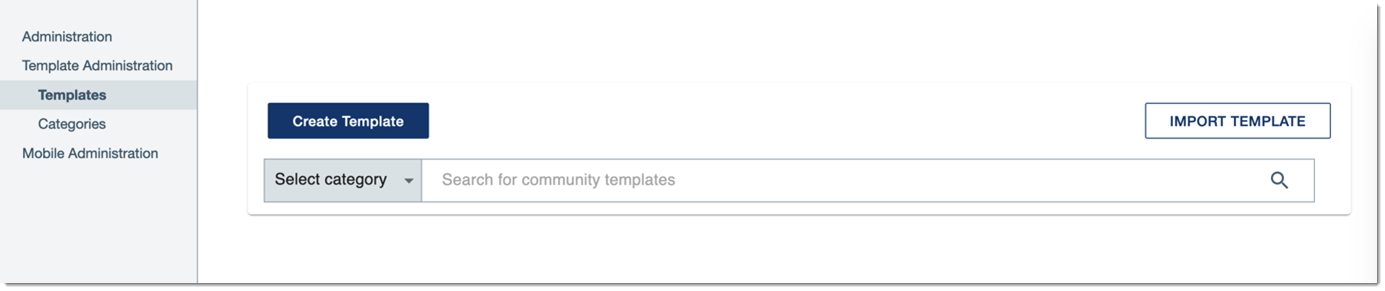 Administration
Template Administration
Templates
Categories
Mobile Administration
Create Template
IMPORT TEMPLATE
Select category
Search for community templates